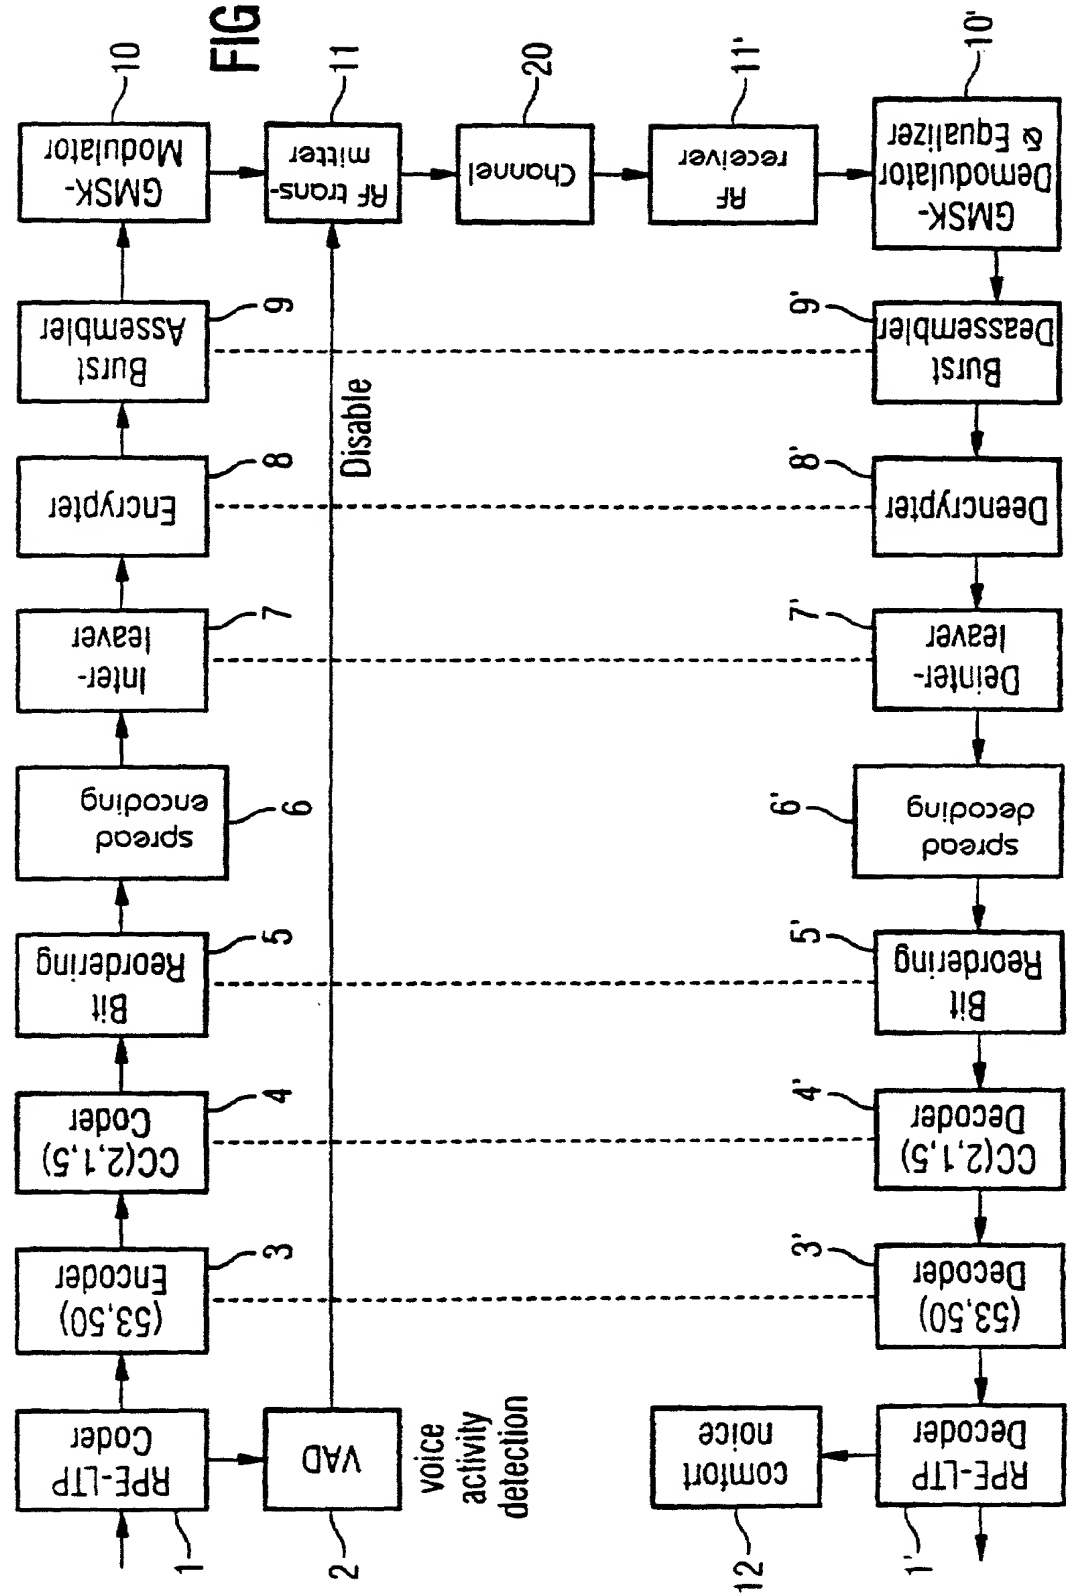 FIG
10
11
20
11'
10'
GMSK-
Modulator
RF trans-
mitter
Channel
RF
receiver
GMSK-
Demodulator
& Equalizer
9
9'
Burst
Assembler
Burst
Deassembler
Disable
8
8'
Encrypter
Deencrypter
7
7'
Inter-
leaver
Deinter-
leaver
6
6'
spread
encoding
spread
decoding
5
5'
Bit
Reordering
Bit
Reordering
4
4'
CC(2,1,5)
Coder
CC(2,1,5)
Decoder
3
3'
(53,50)
Encoder
(53,50)
Decoder
RPE-LTP
Coder
VAD
voice
activity
detection
comfort
noice
RPE-LTP
Decoder
1
2
12
1'